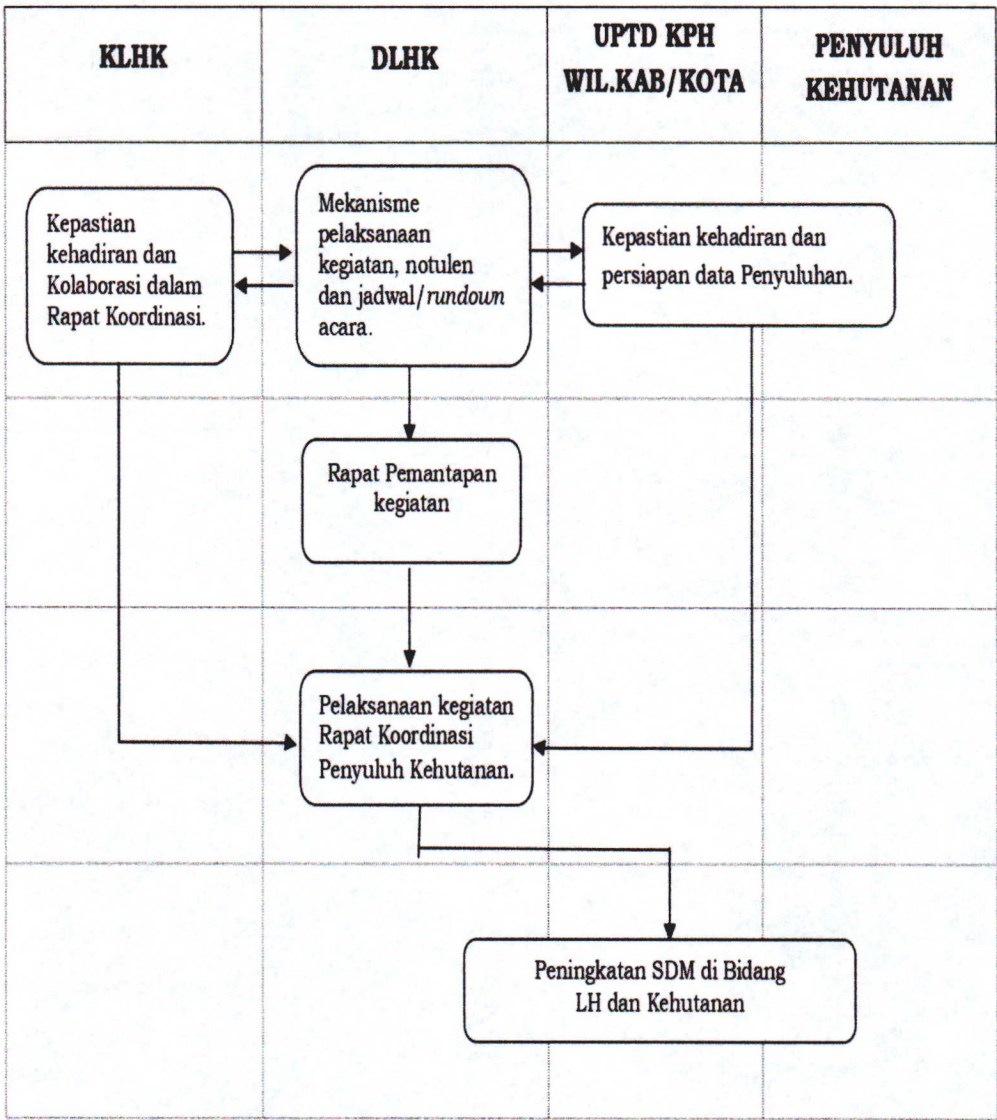 KLHK
DLHK
UPTD KPH
WIL.KAB/KOTA
PENYULUH
KEHUTANAN
Kepastian
kehadiran dan
Kolaborasi dalam
Rapat Koordinasi.
Mekanisme
pelaksanaan
kegiatan, notulen
dan jadwal/rundown
acara.
Kepastian kehadiran dan
persiapan data Penyuluhan.
Rapat Pemantapan
kegiatan
Pelaksanaan kegiatan
Rapat Koordinasi
Penyuluh Kehutanan.
Peningkatan SDM di Bidang
LH dan Kehutanan